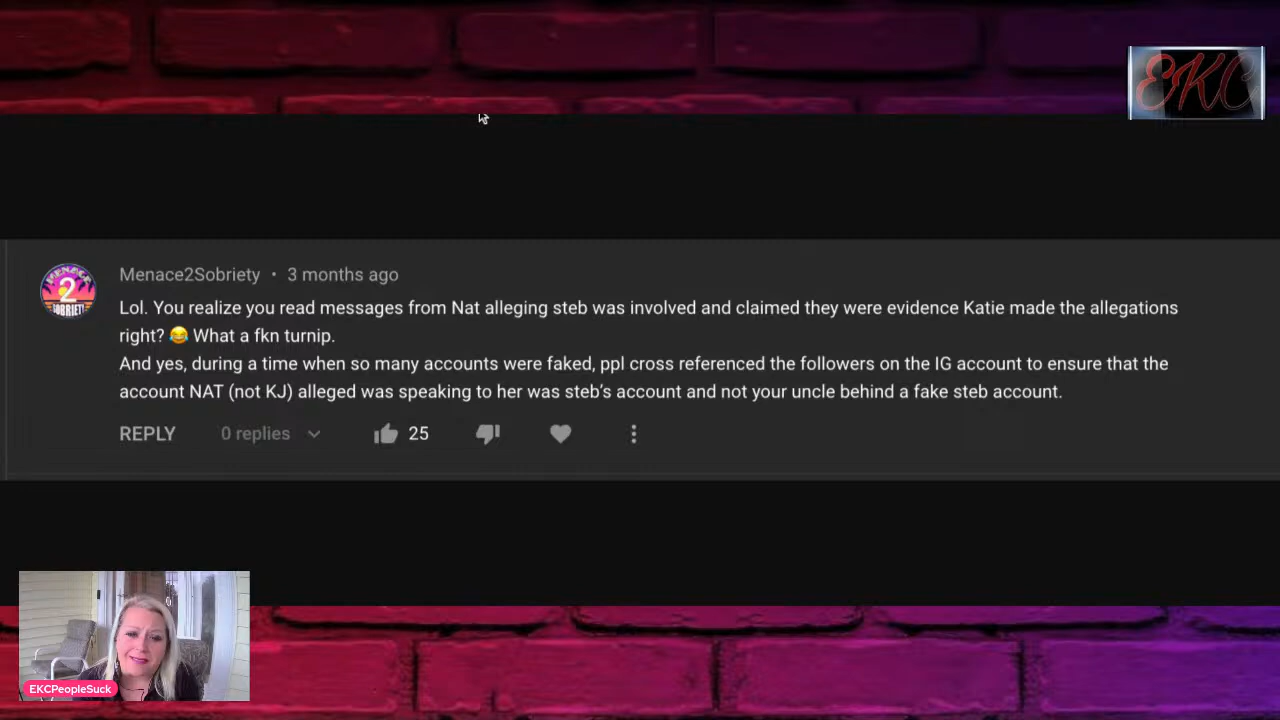 EKC
Menace2Sobriety • 3 months ago
MENACE
2
SOBRIETY!
Lol. You realize you read messages from Nat alleging steb was involved and claimed they were evidence Katie made the allegations
right? 😂 What a fkn turnip.
And yes, during a time when so many accounts were faked, ppl cross referenced the followers on the IG account to ensure that the
account NAT (not KJ) alleged was speaking to her was steb's account and not your uncle behind a fake steb account.
REPLY 0 replies 25
EKCPeopleSuck